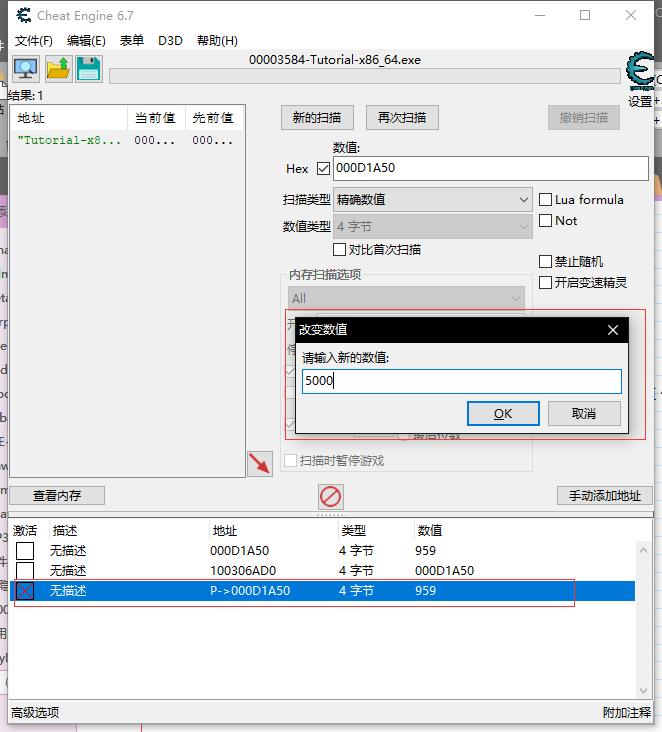 Cheat Engine 6.7
文件(F) 编辑(E) 表单 D3D 帮助(H)
00003584-Tutorial-x86_64.exe
结果: 1
设置
地址 当前值 先前值
"Tutorial-x8... 000... 000...
新的扫描 再次扫描 撤销扫描
数值:
Hex 000D1A50
扫描类型 精确数值
Lua formula
数值类型 4 字节
Not
对比首次扫描
禁止随机
内存扫描选项
开启变速精灵
All
改变数值
请输入新的数值:
5000
OK 取消
扫描时暂停游戏
查看内存 手动添加地址
激活 描述 地址 类型 数值
无描述 000D1A50 4 字节 959
无描述 100306AD0 4 字节 000D1A50
无描述 P->000D1A50 4 字节 959
高级选项 附加注释